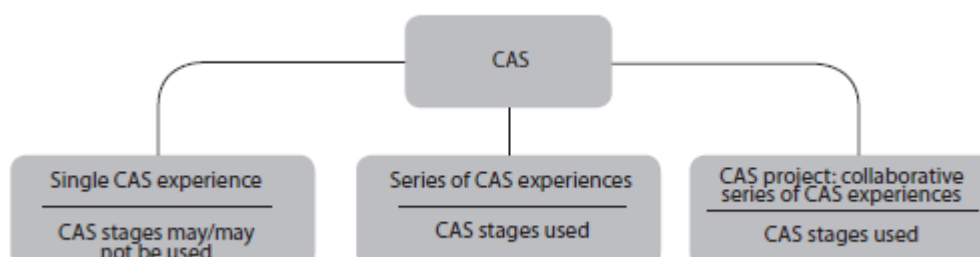 CAS
Single CAS experience
CAS stages may/may
not be used
Series of CAS experiences
CAS stages used
CAS project: collaborative
series of CAS experiences
CAS stages used